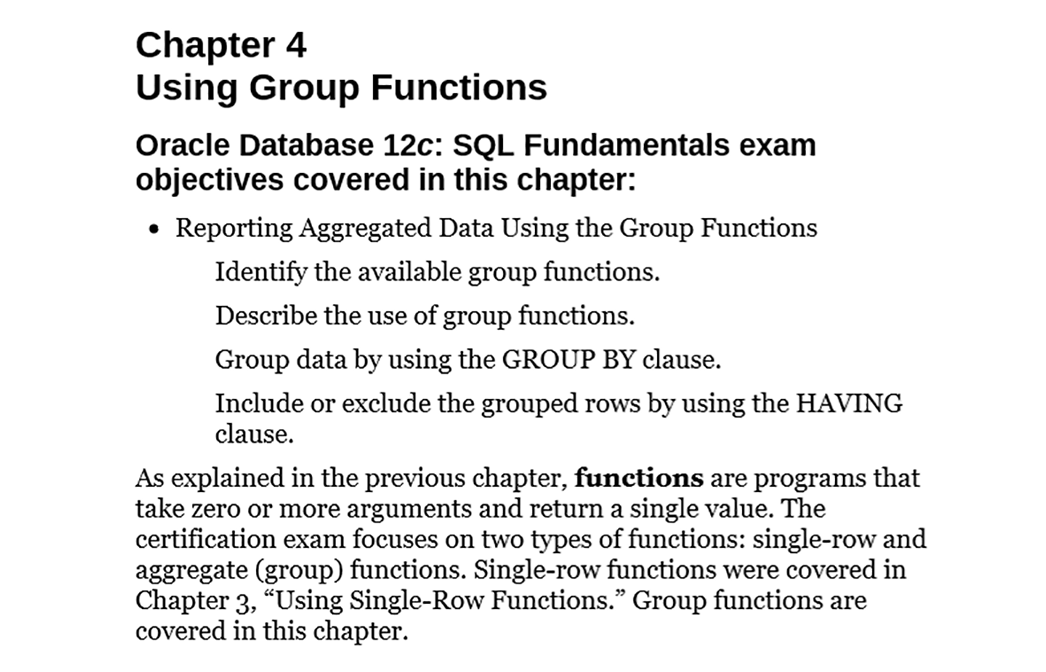 Chapter 4
Using Group Functions
Oracle Database 12c: SQL Fundamentals exam
objectives covered in this chapter:
• Reporting Aggregated Data Using the Group Functions
Identify the available group functions.
Describe the use of group functions.
Group data by using the GROUP BY clause.
Include or exclude the grouped rows by using the HAVING
clause.
As explained in the previous chapter, functions are programs that
take zero or more arguments and return a single value. The
certification exam focuses on two types of functions: single-row and
aggregate (group) functions. Single-row functions were covered in
Chapter 3, “Using Single-Row Functions.” Group functions are
covered in this chapter.